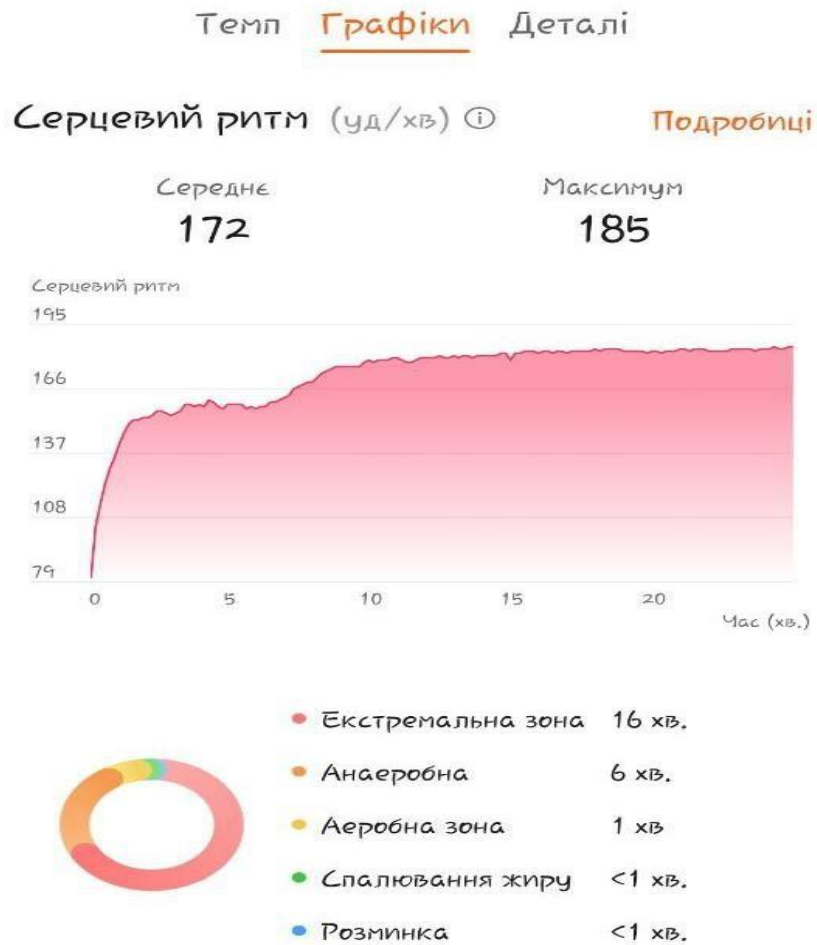 Темп Графіки Деталі
Серцевий ритм (уд/хв) i Подробиці
Середнє Максимум
172 185
Серцевий ритм
195
166
137
108
79
0 5 10 15 20
Час (хв.)
Екстремальна зона 16 хв.
Анаеробна 6 хв.
Аеробна зона 1 хв
Спалювання жиру <1 хв.
Розминка <1 хв.